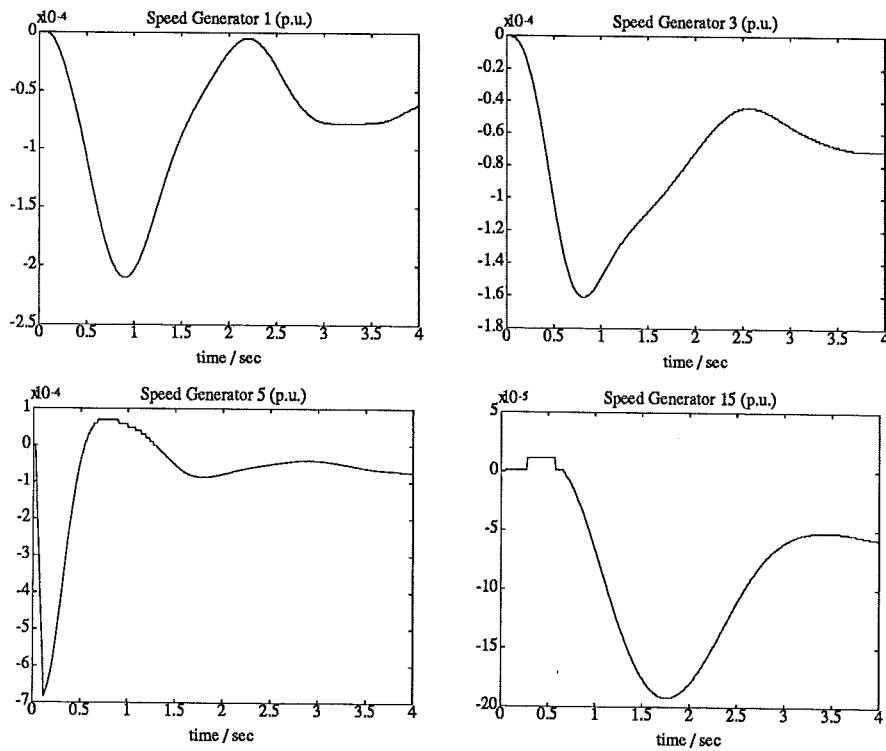 x10-4 Speed Generator 1 (p.u.)
0
-0.5
-1
-1.5
-2
-2.5
0 0.5 1 1.5 2 2.5 3 3.5 4
time / sec
x10-4 Speed Generator 3 (p.u.)
0
-0.2
-0.4
-0.6
-0.8
-1
-1.2
-1.4
-1.6
-1.8
0 0.5 1 1.5 2 2.5 3 3.5 4
time / sec
x10-4 Speed Generator 5 (p.u.)
1
0
-1
-2
-3
-4
-5
-6
-7
0 0.5 1 1.5 2 2.5 3 3.5 4
time / sec
x10-5 Speed Generator 15 (p.u.)
5
0
-5
-10
-15
-20
0 0.5 1 1.5 2 2.5 3 3.5 4
time / sec